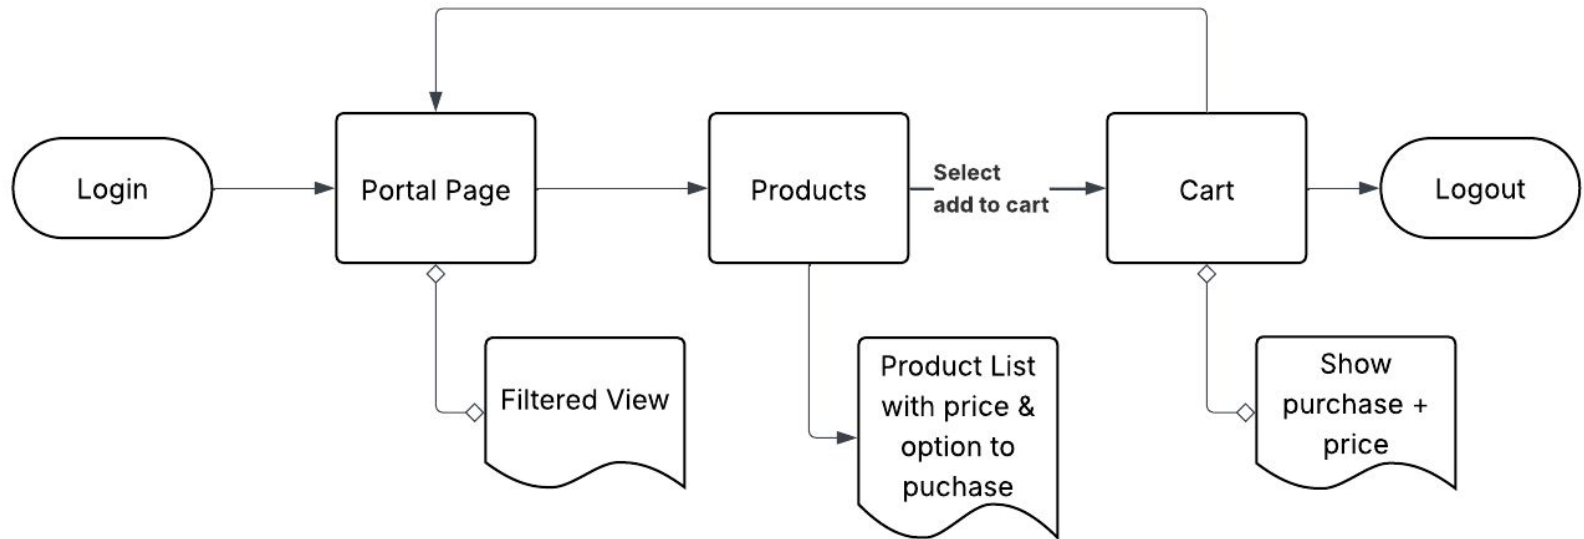 Login
Portal Page
Products
Select
add to cart
Cart
Logout
Filtered View
Product List
with price &
option to
puchase
Show
purchase +
price